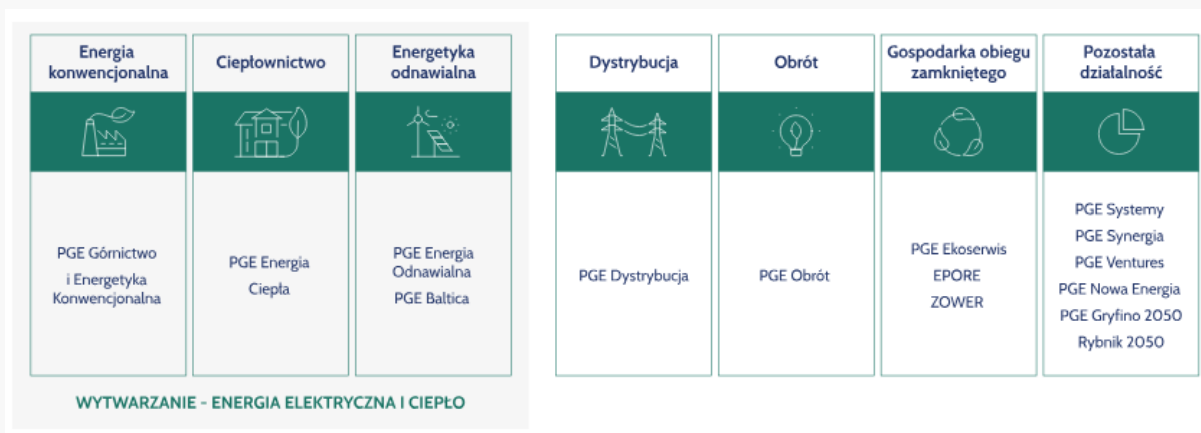 Energia
konwencjonalna
Ciepłownictwo
Energetyka
odnawialna
Dystrybucja
Obrót
Gospodarka obiegu
zamkniętego
Pozostała
działalność
PGE Górnictwo
i Energetyka
Konwencjonalna
PGE Energia
Ciepła
PGE Energia
Odnawialna
PGE Baltica
PGE Dystrybucja
PGE Obrót
PGE Ekoserwis
EPORE
ZOWER
PGE Systemy
PGE Synergia
PGE Ventures
PGE Nowa Energia
PGE Gryfino 2050
Rybnik 2050
WYTWARZANIE - ENERGIA ELEKTRYCZNA I CIEPŁO